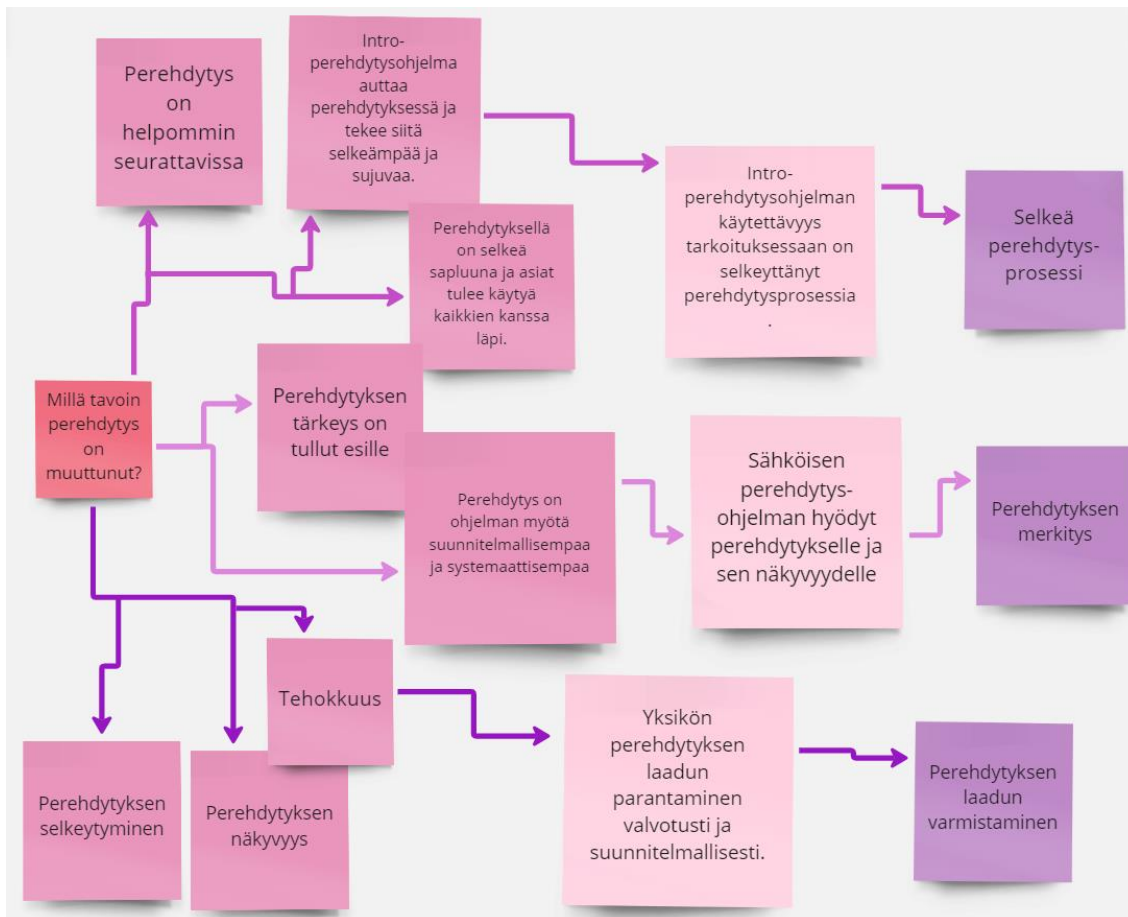 Perehdytys
on
helpommin
seurattavissa
Intro-
perehdytysohjelma
auttaa
perehdytyksessä ja
tekee siitä
selkeämpää ja
sujuvaa.
Perehdytyksellä
on selkeä
sapluuna ja asiat
tulee käytyä
kaikkien kanssa
läpi.
Intro-
perehdytysohjelman
käytettävyys
tarkoituksessaan on
selkeyttänyt
perehdytysprosessia
.
Selkeä
perehdytys-
prosessi
Millä tavoin
perehdytys
on
muuttunut?
Perehdytyksen
tärkeys on
tullut esille
Perehdytys on
ohjelman myötä
suunnitelmallisempaa
ja systemaattisempaa
Sähköisen
perehdytys-
ohjelman hyödyt
perehdytykselle ja
sen näkyvyydelle
Perehdytyksen
merkitys
Tehokkuus
Perehdytyksen
selkeytyminen
Perehdytyksen
näkyvyys
Yksikön
perehdytyksen
laadun
parantaminen
valvotusti ja
suunnitelmallisesti.
Perehdytyksen
laadun
varmistaminen